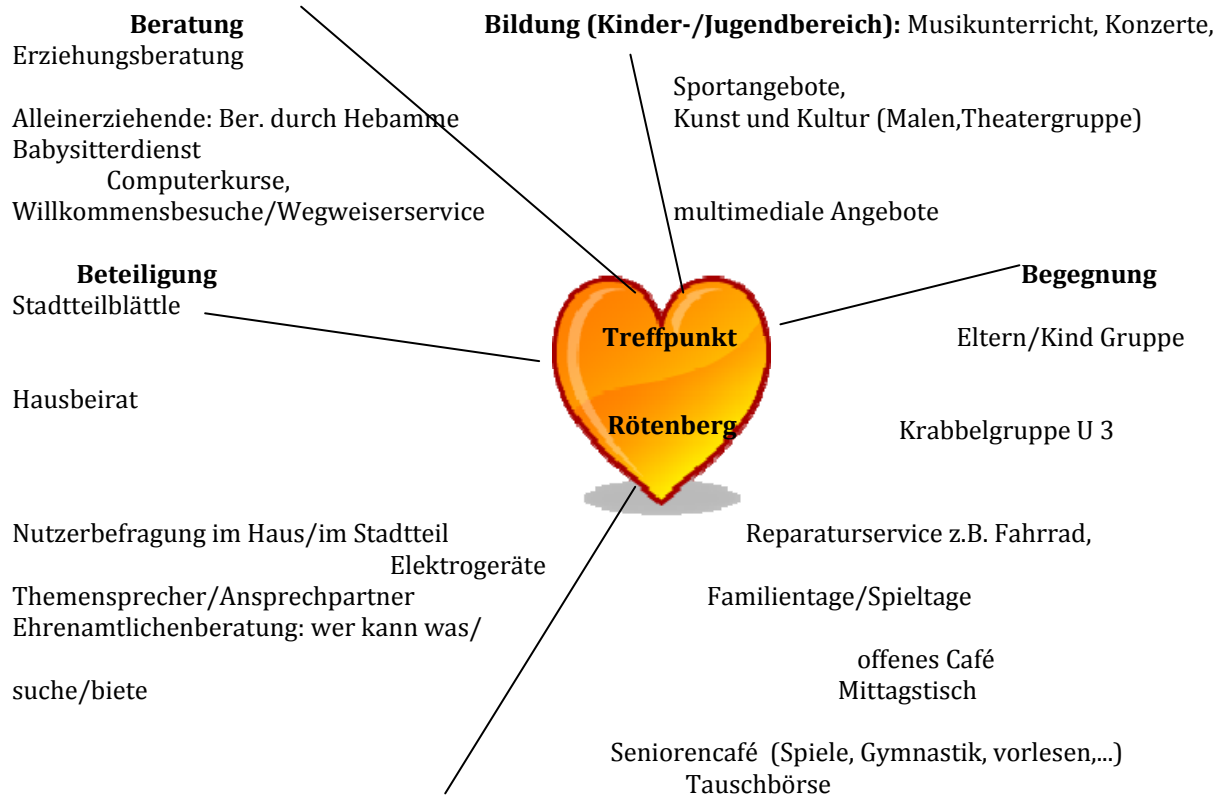 Beratung
Bildung (Kinder-/Jugendbereich): Musikunterricht, Konzerte,
Erziehungsberatung
Sportangebote,
Alleinerziehende: Ber. durch Hebamme
Kunst und Kultur (Malen,Theatergruppe)
Babysitterdienst
Computerkurse,
Willkommensbesuche/Wegweiserservice
multimediale Angebote
Beteiligung
Begegnung
Stadtteilblättle
Treffpunkt
Eltern/Kind Gruppe
Hausbeirat
Rötenberg
Krabbelgruppe U 3
Nutzerbefragung im Haus/im Stadtteil
Reparaturservice z.B. Fahrrad,
Elektrogeräte
Themensprecher/Ansprechpartner
Familientage/Spieltage
Ehrenamtlichenberatung: wer kann was/
offenes Café
suche/biete
Mittagstisch
Seniorencafé (Spiele, Gymnastik, vorlesen,...)
Tauschbörse